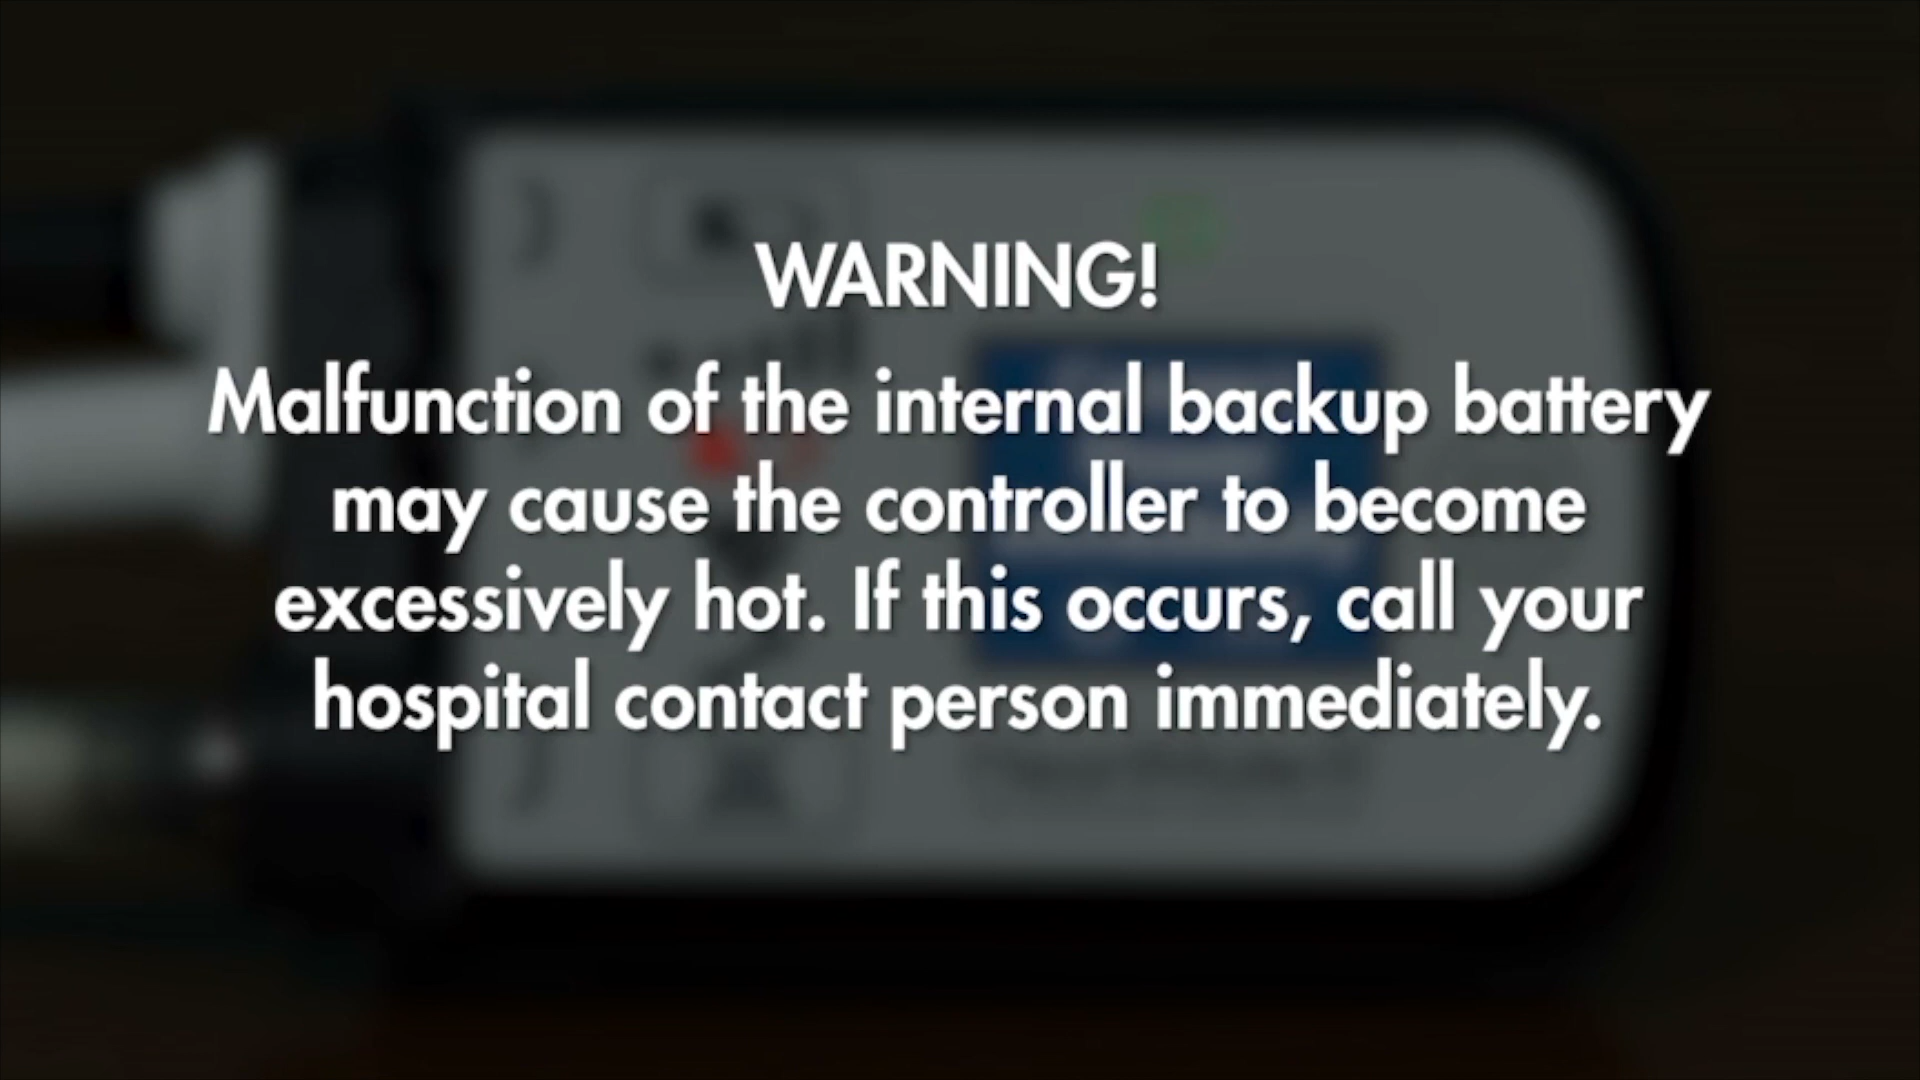 WARNING!
Malfunction of the internal backup battery
may cause the controller to become
excessively hot. If this occurs, call your
hospital contact person immediately.